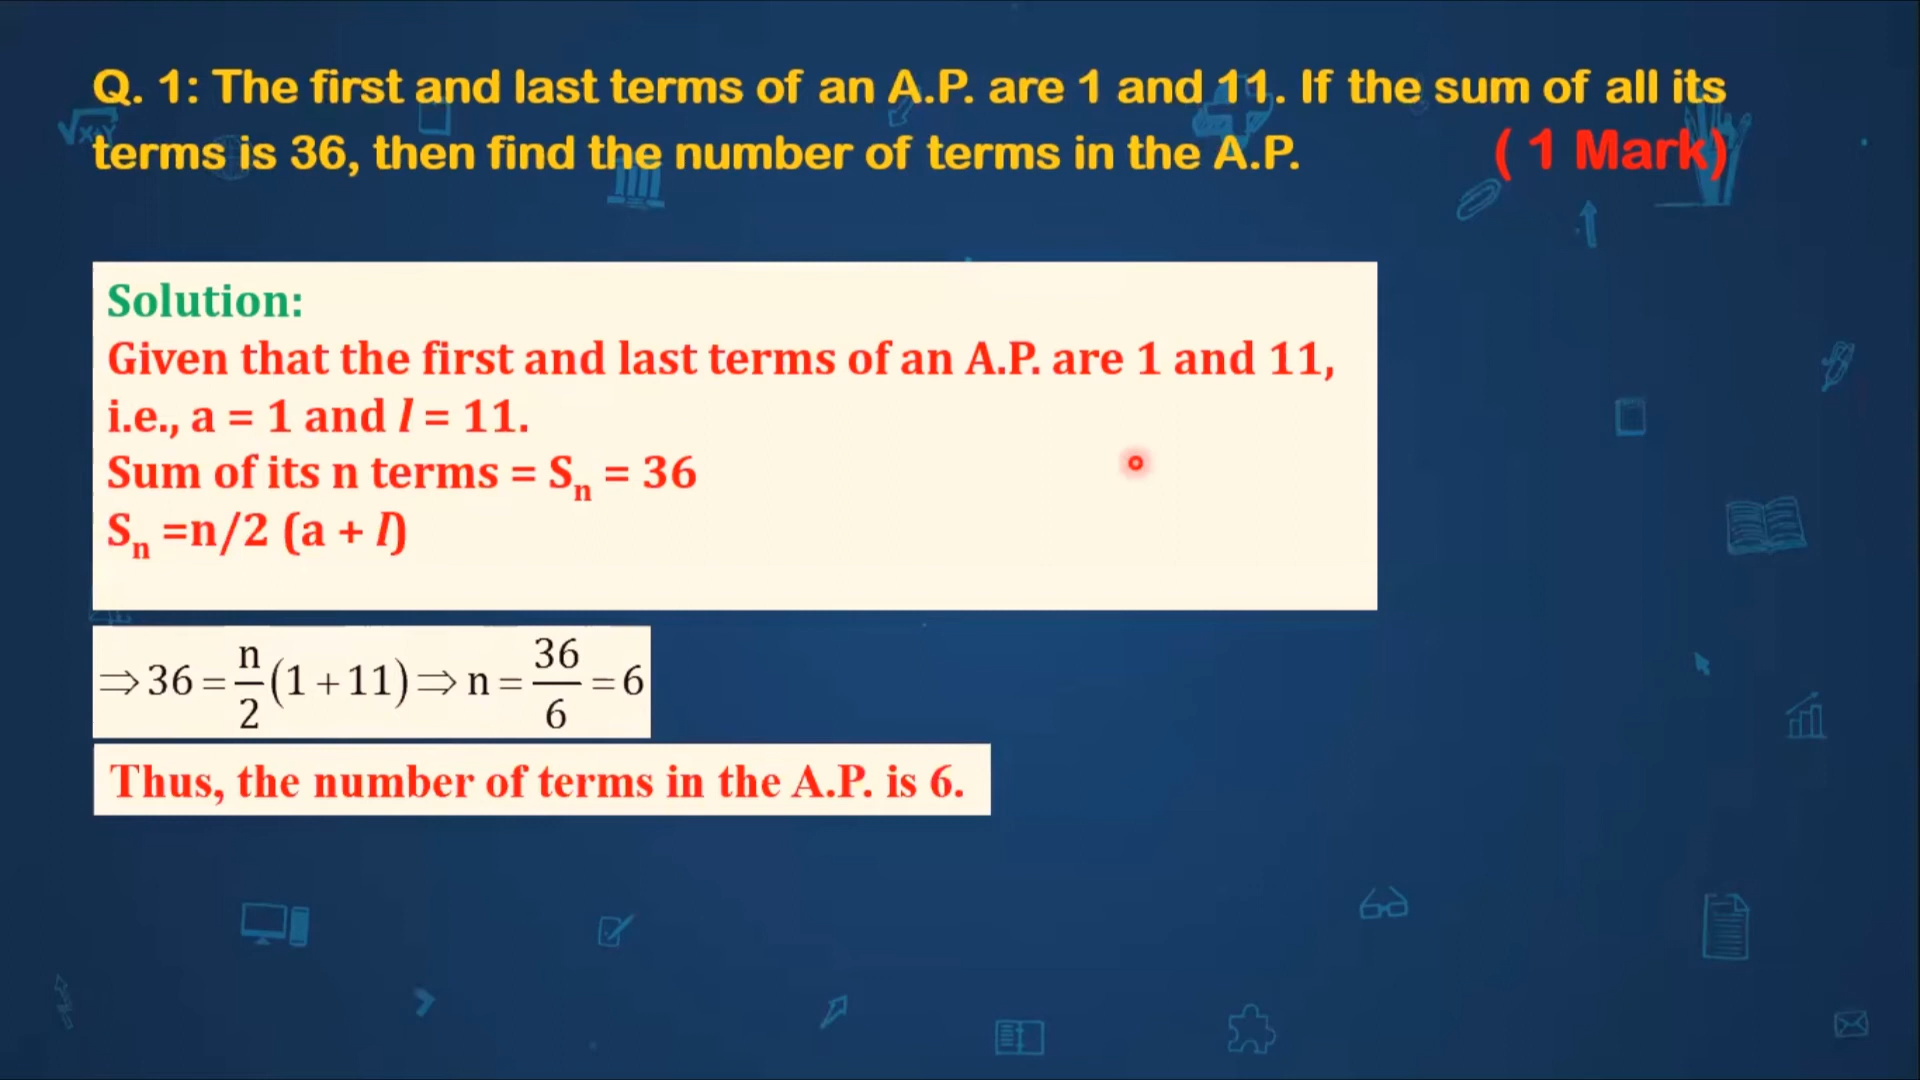 Q. 1: The first and last terms of an A.P. are 1 and 11. If the sum of all its
terms is 36, then find the number of terms in the A.P. ( 1 Mark)
Solution:
Given that the first and last terms of an A.P. are 1 and 11,
i.e., a = 1 and l = 11.
Sum of its n terms = Sₙ = 36
Sₙ =n/2 (a + l)
⇒36=n/2(1+11)⇒n=36/6=6
Thus, the number of terms in the A.P. is 6.